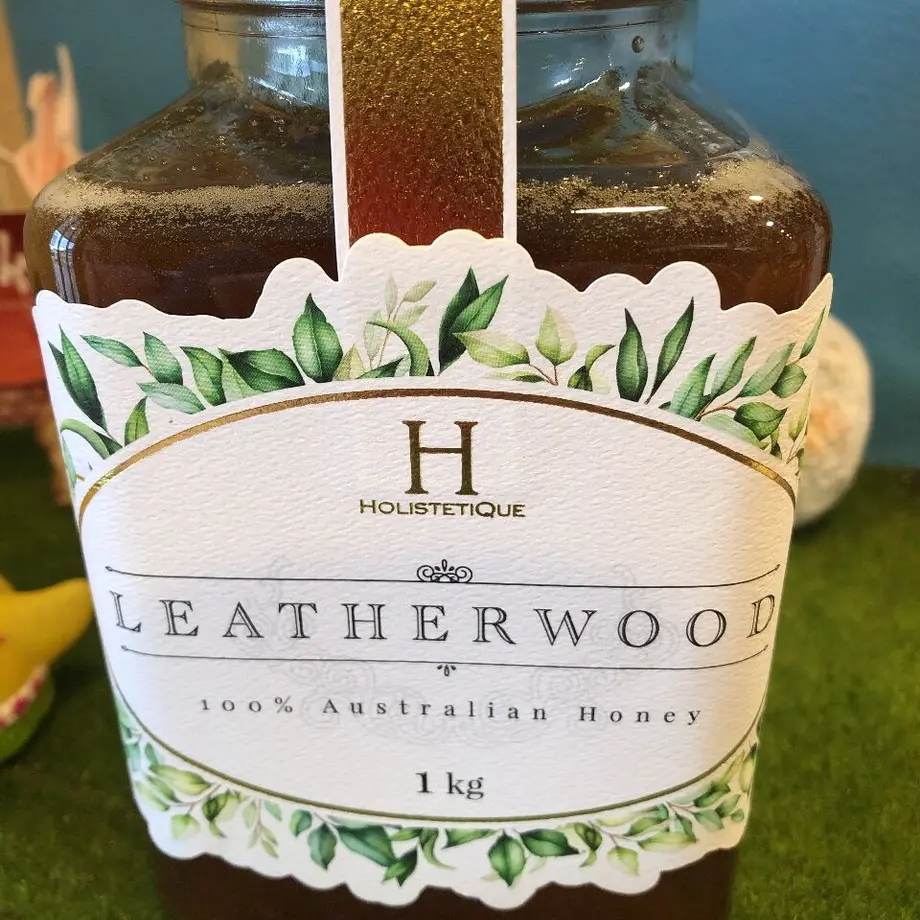 H
HOLISTETIQUE
LEATHERWOOD
100% Australian Honey
1 kg